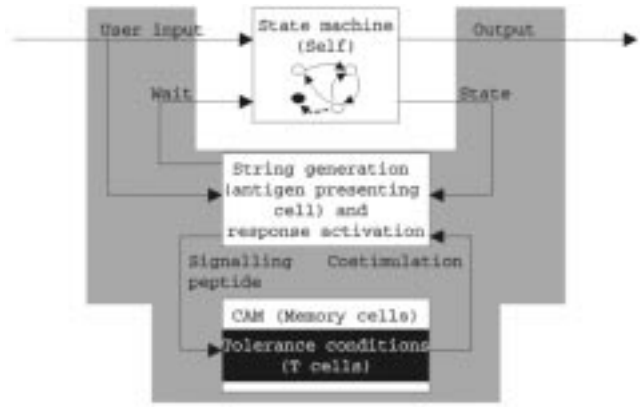 User input
State machine
(Self)
Output
Wait
State
String generation
(antigen presenting
cell) and
response activation
Signalling
peptide
Costimulation
CAM (Memory cells)
Tolerance conditions
(T cells)